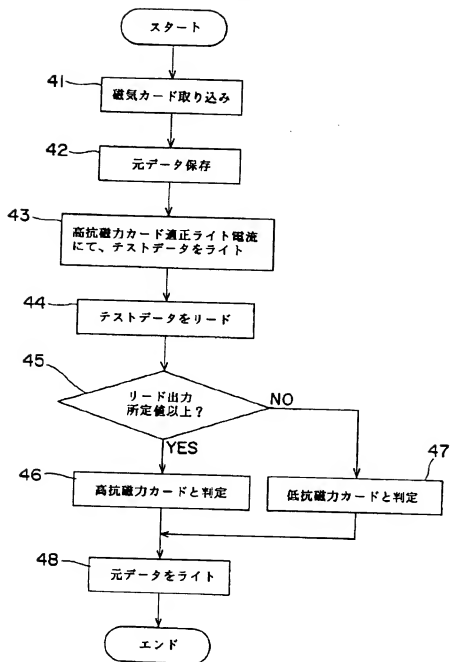 スタート
41
磁気カード取り込み
42
元データ保存
43
高抗磁力カード適正ライト電流
にて、テストデータをライト
44
テストデータをリード
45
リード出力
所定値以上?
NO
YES
46
高抗磁力カードと判定
47
低抗磁力カードと判定
48
元データをライト
エンド